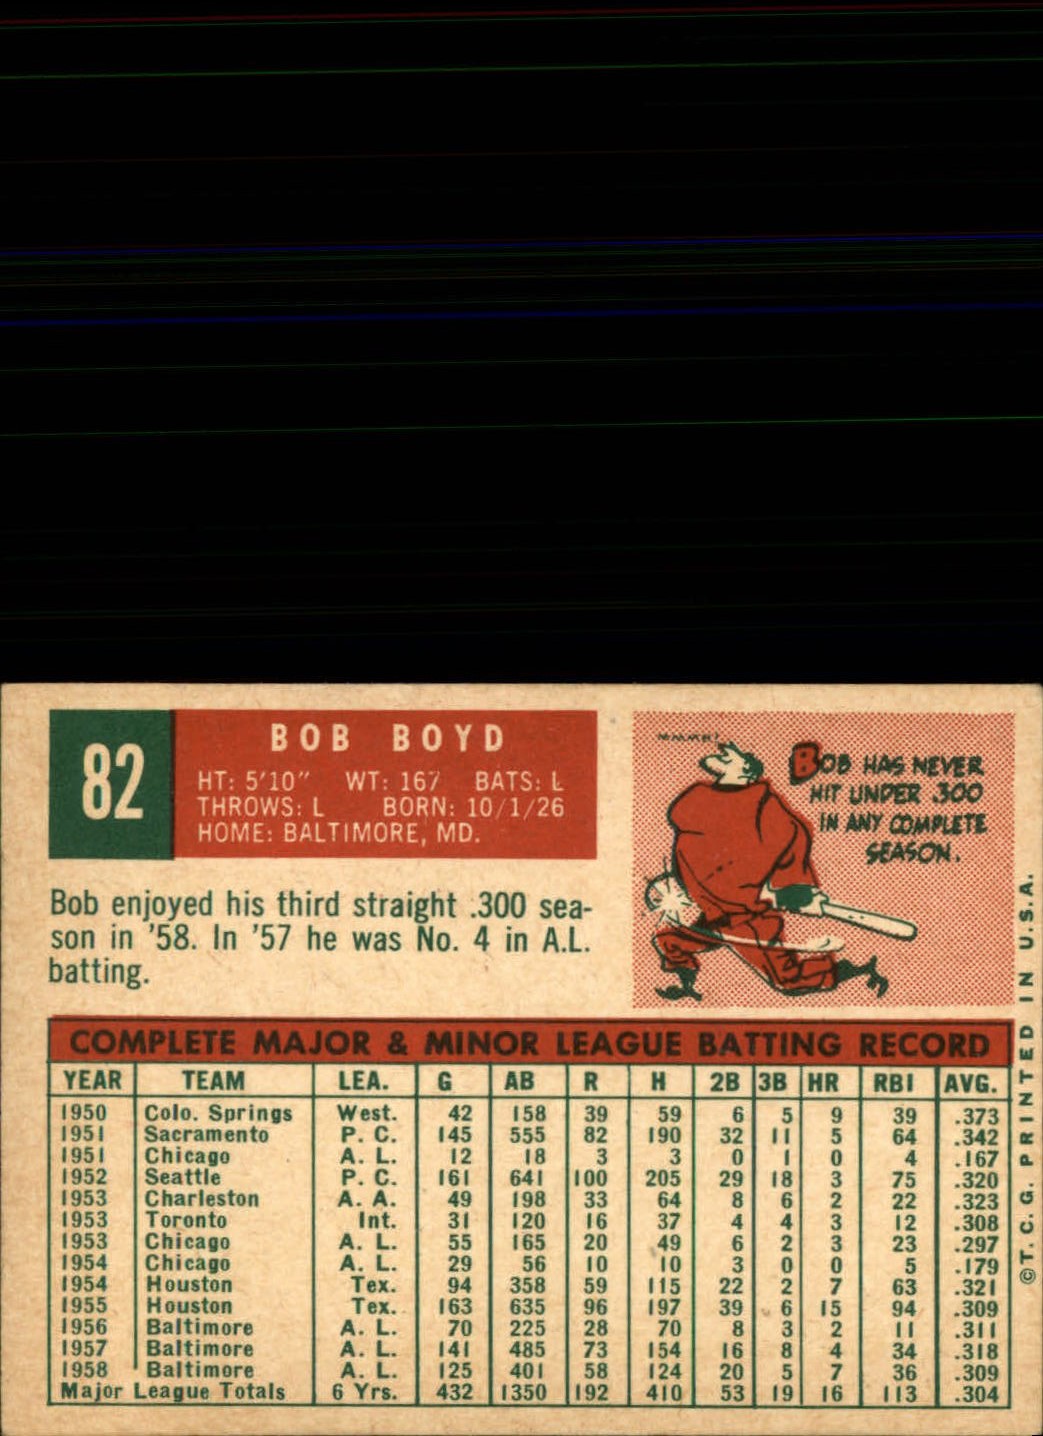 82
BOB BOYD
HT: 5'10" WT: 167 BATS: L
THROWS: L BORN: 10/1/26
HOME: BALTIMORE, MD.
MMMH!
BOB HAS NEVER
HIT UNDER .300
IN ANY COMPLETE
SEASON.
Bob enjoyed his third straight .300 sea-
son in '58. In '57 he was No. 4 in A.L.
batting.
COMPLETE MAJOR & MINOR LEAGUE BATTING RECORD
YEAR TEAM LEA. G AB R H 2B 3B HR RBI AVG.
1950 Colo. Springs West. 42 158 39 59 6 5 9 39 .373
1951 Sacramento P. C. 145 555 82 190 32 11 5 64 .342
1951 Chicago A. L. 12 18 3 3 0 1 0 4 .167
1952 Seattle P. C. 161 641 100 205 29 18 3 75 .320
1953 Charleston A. A. 49 198 33 64 8 6 2 22 .323
1953 Toronto Int. 31 120 16 37 4 4 3 12 .308
1953 Chicago A. L. 55 165 20 49 6 2 3 23 .297
1954 Chicago A. L. 29 56 10 10 3 0 0 5 .179
1954 Houston Tex. 94 358 59 115 22 2 7 63 .321
1955 Houston Tex. 163 635 96 197 39 6 15 94 .309
1956 Baltimore A. L. 70 225 28 70 8 3 2 11 .311
1957 Baltimore A. L. 141 485 73 154 16 8 4 34 .318
1958 Baltimore A. L. 125 401 58 124 20 5 7 36 .309
Major League Totals 6 Yrs. 432 1350 192 410 53 19 16 113 .304
©T. C. G. PRINTED IN U.S.A.